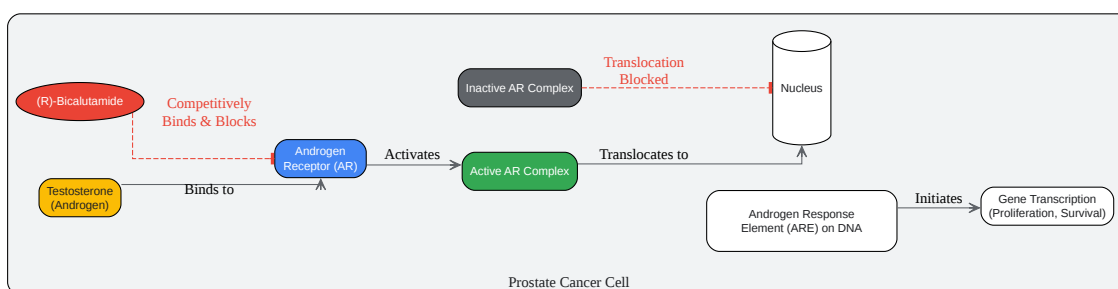 (R)-Bicalutamide
Competitively
Binds & Blocks
Testosterone
(Androgen)
Binds to
Androgen
Receptor (AR)
Activates
Inactive AR Complex
Translocation
Blocked
Active AR Complex
Translocates to
Nucleus
Androgen Response
Element (ARE) on DNA
Initiates
Gene Transcription
(Proliferation, Survival)
Prostate Cancer Cell